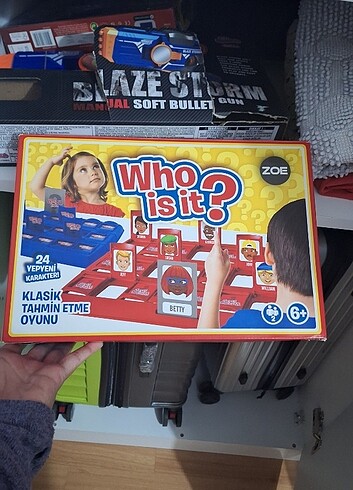 BLAZE STORM
MANUAL SOFT BULLET GUN
Who
is it?
ZOE
24
YEPYENİ
KARAKTER!
KLASİK
TAHMİN ETME
OYUNU
BETTY
WILLIAM
2
6+